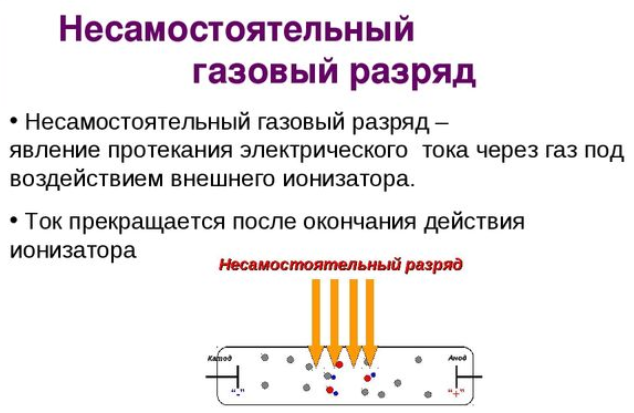 Несамостоятельный
газовый разряд
• Несамостоятельный газовый разряд –
явление протекания электрического тока через газ под
воздействием внешнего ионизатора.
• Ток прекращается после окончания действия
ионизатора
Несамостоятельный разряд
Катод
Анод
“-”
“+”